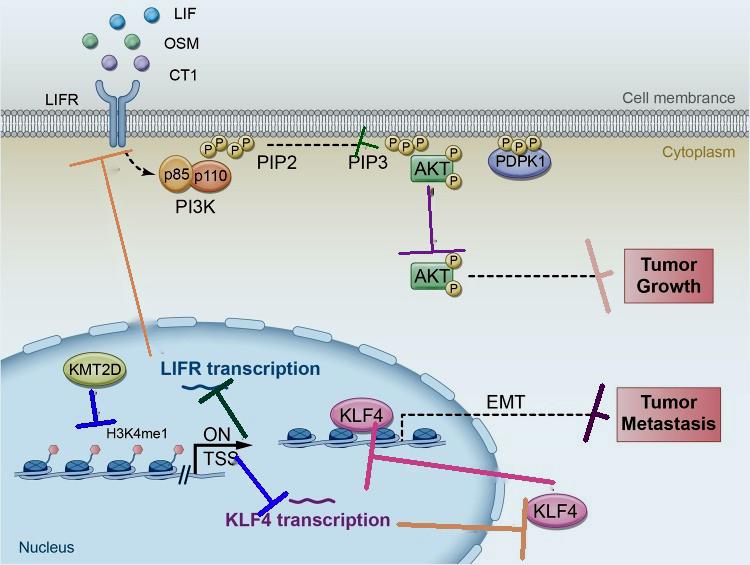 LIF
OSM
CT1
LIFR
Cell membrance
Cytoplasm
P P P P
PIP2
PIP3
P P P
AKT
P
P
P P P
PDPK1
p85 p110
PI3K
AKT
P
P
Tumor
Growth
KMT2D
LIFR transcription
H3K4me1
ON
TSS
KLF4
EMT
Tumor
Metastasis
KLF4 transcription
KLF4
Nucleus